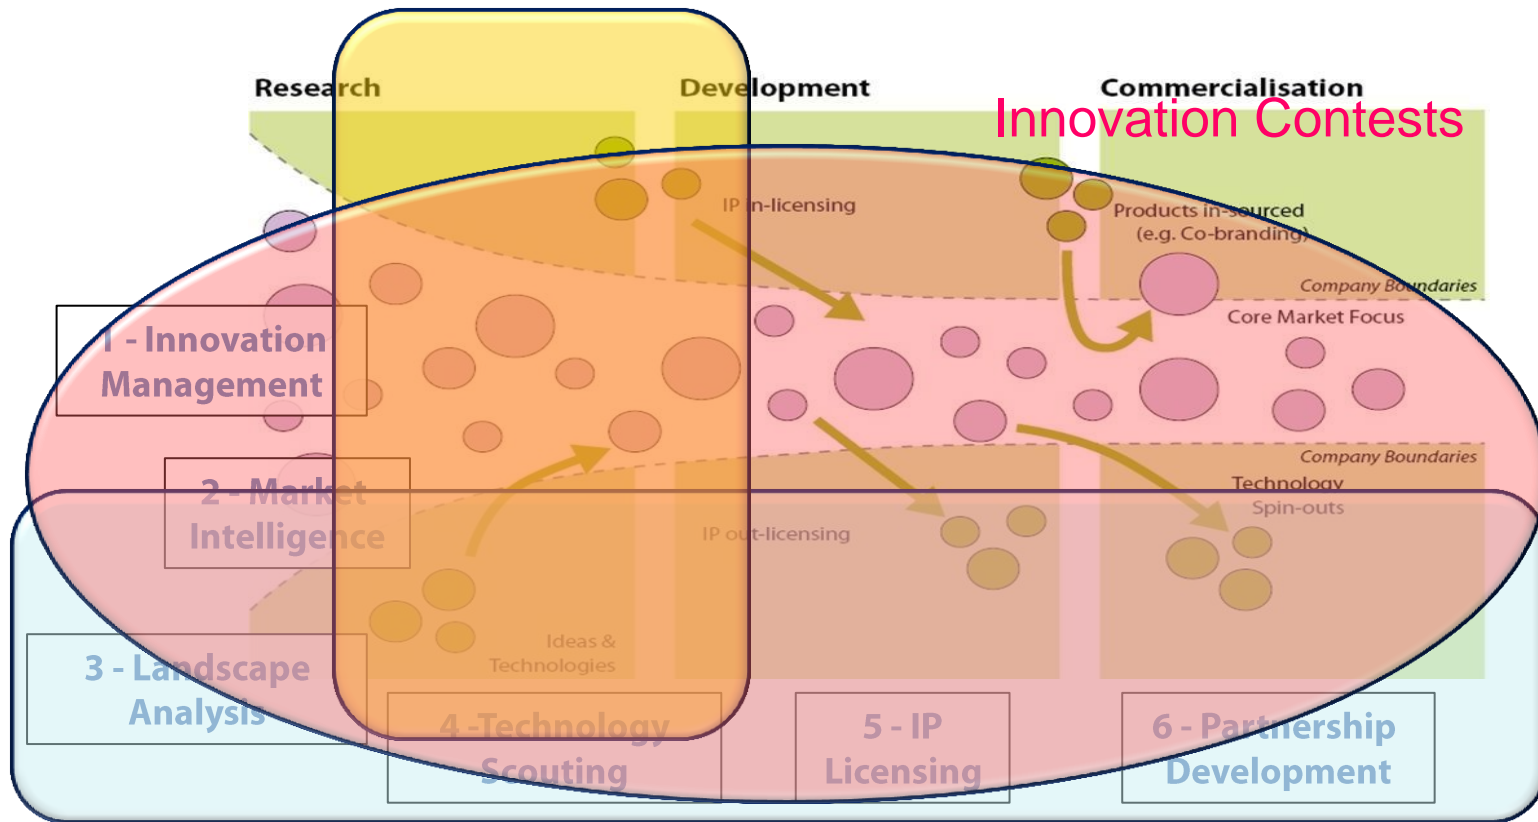 Research
Development
Commercialisation
Innovation Contests
IP in-licensing
Products in-sourced
(e.g. Co-branding)
Company Boundaries
Core Market Focus
1 - Innovation
Management
Company Boundaries
2 - Market
Intelligence
Technology
Spin-outs
IP out-licensing
Ideas &
Technologies
3 - Landscape
Analysis
4 -Technology
Scouting
5 - IP
Licensing
6 - Partnership
Development